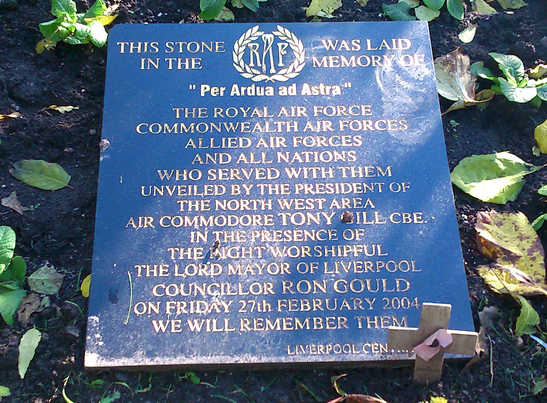 THIS STONE RAF WAS LAID
IN THE MEMORY OF
"Per Ardua ad Astra"
THE ROYAL AIR FORCE
COMMONWEALTH AIR FORCES
ALLIED AIR FORCES
AND ALL NATIONS
WHO SERVED WITH THEM
UNVEILED BY THE PRESIDENT OF
THE NORTH WEST AREA
AIR COMMODORE TONY GILL CBE.
IN THE PRESENCE OF
THE RIGHT WORSHIPFUL
THE LORD MAYOR OF LIVERPOOL
COUNCILLOR RON GOULD
ON FRIDAY 27th FEBRUARY 2004
WE WILL REMEMBER THEM
LIVERPOOL